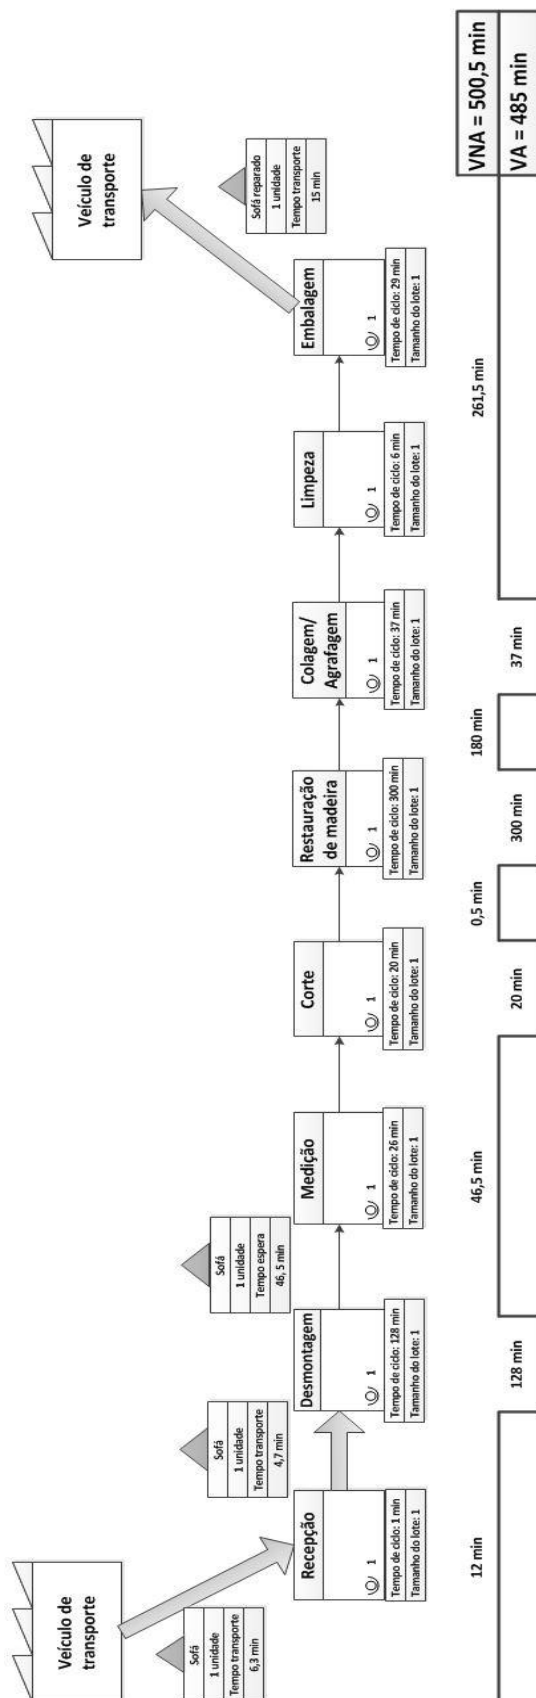 Veículo de
transporte
Sofá
1 unidade
Tempo transporte
6,3 min
Recepção
1
Tempo de ciclo: 1 min
Tamanho do lote: 1
Sofá
1 unidade
Tempo transporte
4,7 min
Desmontagem
1
Tempo de ciclo: 128 min
Tamanho do lote: 1
Sofá
1 unidade
Tempo espera
46, 5 min
Medição
1
Tempo de ciclo: 26 min
Tamanho do lote: 1
Corte
1
Tempo de ciclo: 20 min
Tamanho do lote: 1
Restauração
de madeira
1
Tempo de ciclo: 300 min
Tamanho do lote: 1
Colagem/
Agrafagem
1
Tempo de ciclo: 37 min
Tamanho do lote: 1
Limpeza
1
Tempo de ciclo: 6 min
Tamanho do lote: 1
Embalagem
1
Tempo de ciclo: 29 min
Tamanho do lote: 1
Sofá reparado
1 unidade
Tempo transporte
15 min
Veículo de
transporte
12 min
128 min
46,5 min
20 min
0,5 min
300 min
180 min
37 min
261,5 min
VNA = 500,5 min
VA = 485 min